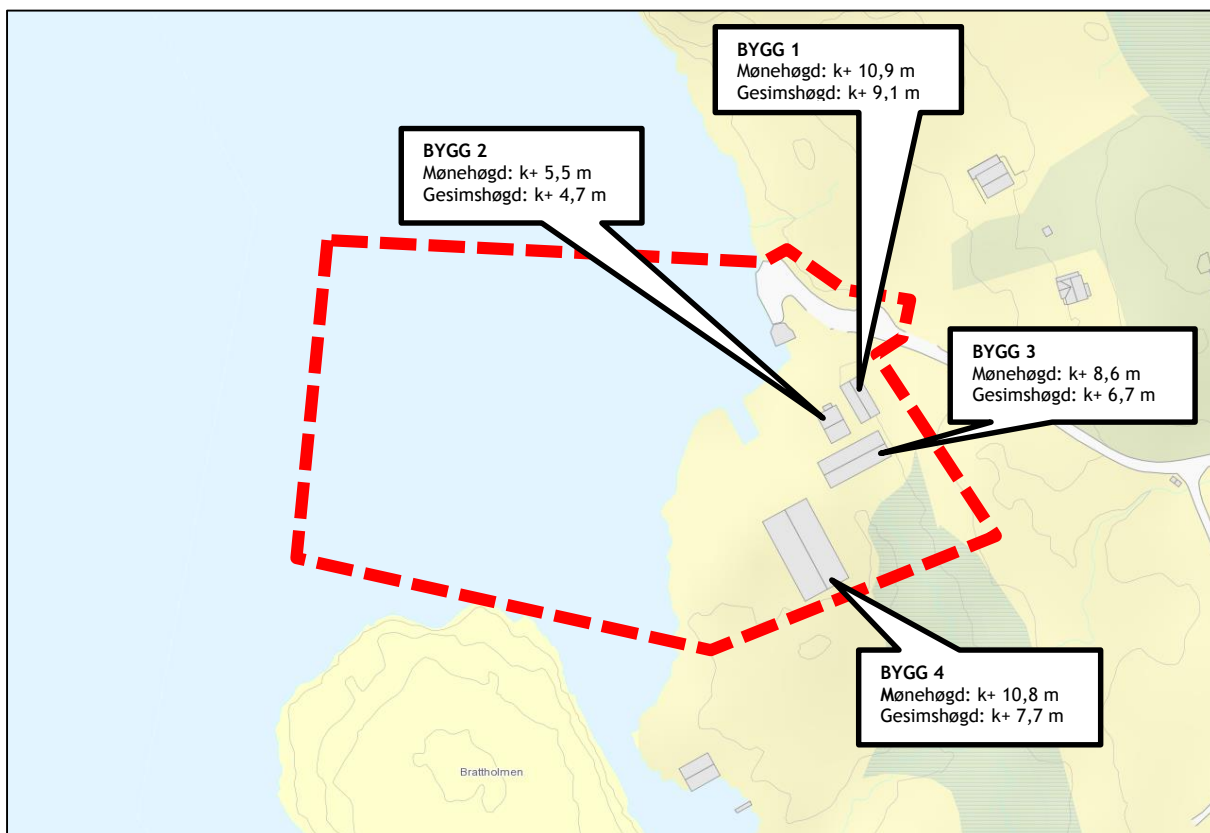 BYGG 1
Mønehøgd: k+ 10,9 m
Gesimshøgd: k+ 9,1 m
BYGG 2
Mønehøgd: k+ 5,5 m
Gesimshøgd: k+ 4,7 m
BYGG 3
Mønehøgd: k+ 8,6 m
Gesimshøgd: k+ 6,7 m
BYGG 4
Mønehøgd: k+ 10,8 m
Gesimshøgd: k+ 7,7 m
Brattholmen